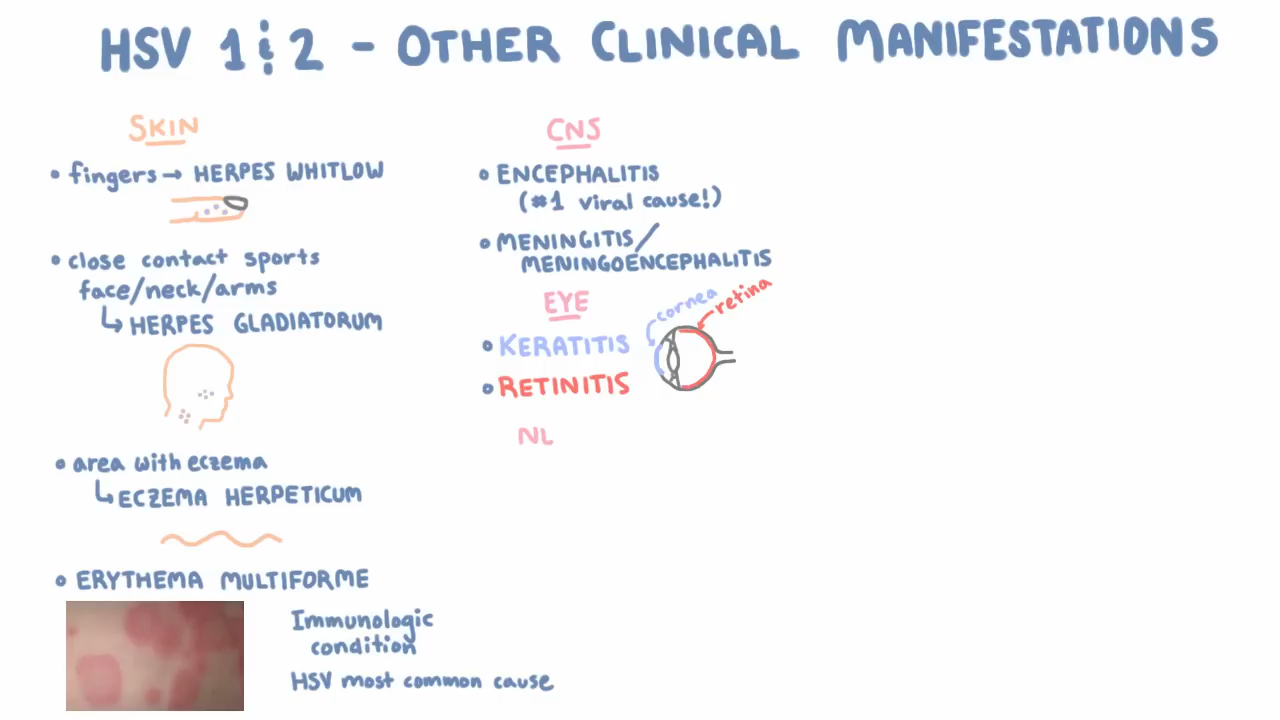 HSV 1 & 2 - OTHER CLINICAL MANIFESTATIONS
SKIN
• fingers → HERPES WHITLOW
• close contact sports
face/neck/arms
↳ HERPES GLADIATORUM
• area with eczema
↳ ECZEMA HERPETICUM
• ERYTHEMA MULTIFORME
Immunologic
condition
HSV most common cause
CNS
• ENCEPHALITIS
(#1 viral cause!)
• MENINGITIS/
MENINGOENCEPHALITIS
EYE
cornea
retina
• KERATITIS
• RETINITIS
NL